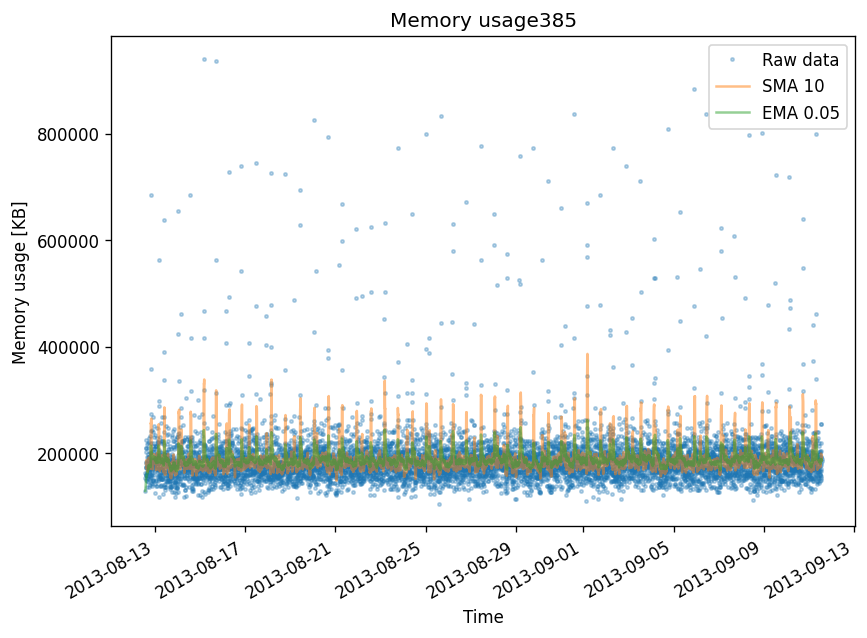 Memory usage385
Raw data
SMA 10
EMA 0.05
Memory usage [KB]
800000
600000
400000
200000
2013-08-13
2013-08-17
2013-08-21
2013-08-25
2013-08-29
2013-09-01
2013-09-05
2013-09-09
2013-09-13
Time